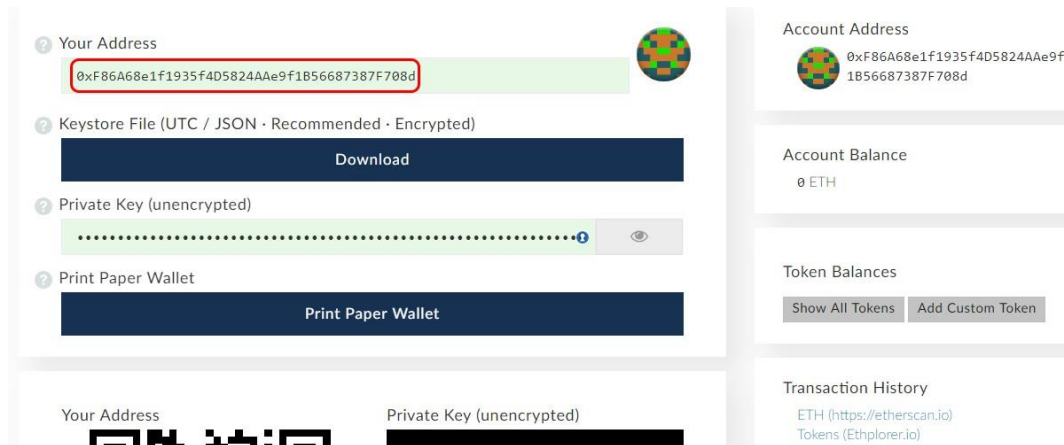 Your Address
0xF86A68e1f1935f4D5824AAe9f1B56687387F708d
Keystore File (UTC / JSON · Recommended · Encrypted)
Download
Private Key (unencrypted)
Print Paper Wallet
Print Paper Wallet
Your Address
Private Key (unencrypted)
Account Address
0xF86A68e1f1935f4D5824AAe9f
1B56687387F708d
Account Balance
0 ETH
Token Balances
Show All Tokens
Add Custom Token
Transaction History
ETH (https://etherscan.io)
Tokens (Ethplorer.io)